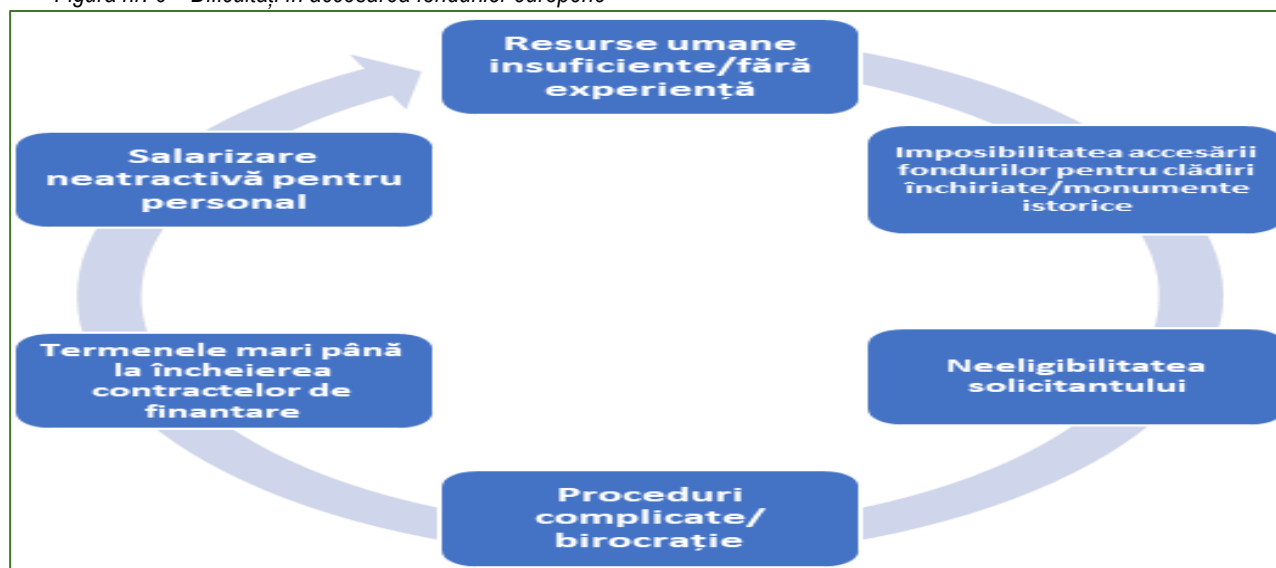 Resurse umane
insuficiente/fără
experiență
Imposibilitatea accesării
fondurilor pentru clădiri
închiriate/monumente
istorice
Neeligibilitatea
solicitantului
Proceduri
complicate/
birocrație
Termenele mari până
la încheierea
contractelor de
finantare
Salarizare
neatractivă pentru
personal